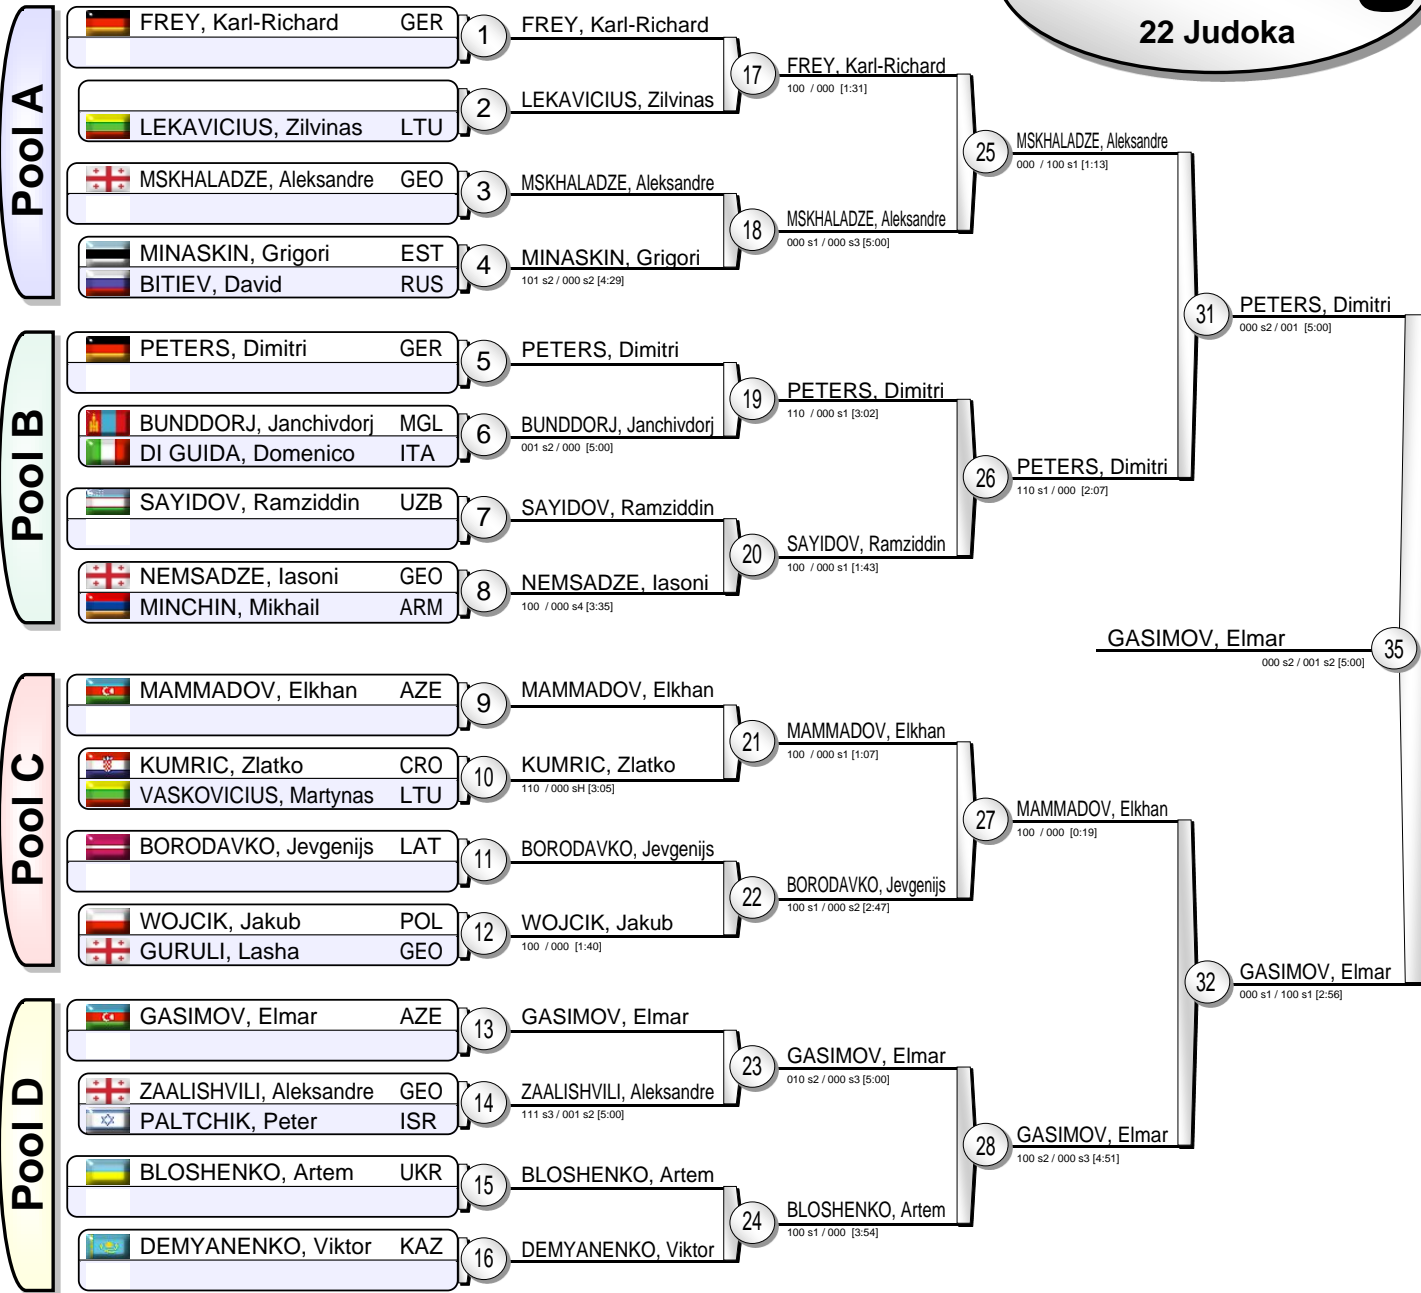 22 Judoka
Pool A
FREY, Karl-Richard GER
1
FREY, Karl-Richard
LEKAVICIUS, Zilvinas LTU
2
LEKAVICIUS, Zilvinas
17
FREY, Karl-Richard
100 / 000 [1:31]
MSKHALADZE, Aleksandre GEO
3
MSKHALADZE, Aleksandre
MINASKIN, Grigori EST
BITIEV, David RUS
4
MINASKIN, Grigori
101 s2 / 000 s2 [4:29]
18
MSKHALADZE, Aleksandre
000 s1 / 000 s3 [5:00]
25
MSKHALADZE, Aleksandre
000 / 100 s1 [1:13]
Pool B
PETERS, Dimitri GER
5
PETERS, Dimitri
BUNDDORJ, Janchivdorj MGL
DI GUIDA, Domenico ITA
6
BUNDDORJ, Janchivdorj
001 s2 / 000 [5:00]
19
PETERS, Dimitri
110 / 000 s1 [3:02]
SAYIDOV, Ramziddin UZB
7
SAYIDOV, Ramziddin
NEMSADZE, Iasoni GEO
MINCHIN, Mikhail ARM
8
NEMSADZE, Iasoni
100 / 000 s4 [3:35]
20
SAYIDOV, Ramziddin
100 / 000 s1 [1:43]
26
PETERS, Dimitri
110 s1 / 000 [2:07]
31
PETERS, Dimitri
000 s2 / 001 [5:00]
GASIMOV, Elmar
000 s2 / 001 s2 [5:00]
35
Pool C
MAMMADOV, Elkhan AZE
9
MAMMADOV, Elkhan
KUMRIC, Zlatko CRO
VASKOVICIUS, Martynas LTU
10
KUMRIC, Zlatko
110 / 000 sH [3:05]
21
MAMMADOV, Elkhan
100 / 000 s1 [1:07]
BORODAVKO, Jevgenijs LAT
11
BORODAVKO, Jevgenijs
WOJCIK, Jakub POL
GURULI, Lasha GEO
12
WOJCIK, Jakub
100 / 000 [1:40]
22
BORODAVKO, Jevgenijs
100 s1 / 000 s2 [2:47]
27
MAMMADOV, Elkhan
100 / 000 [0:19]
Pool D
GASIMOV, Elmar AZE
13
GASIMOV, Elmar
ZAALISHVILI, Aleksandre GEO
PALTCHIK, Peter ISR
14
ZAALISHVILI, Aleksandre
111 s3 / 001 s2 [5:00]
23
GASIMOV, Elmar
010 s2 / 000 s3 [5:00]
BLOSHENKO, Artem UKR
15
BLOSHENKO, Artem
DEMYANENKO, Viktor KAZ
16
DEMYANENKO, Viktor
24
BLOSHENKO, Artem
100 s1 / 000 [3:54]
28
GASIMOV, Elmar
100 s2 / 000 s3 [4:51]
32
GASIMOV, Elmar
000 s1 / 100 s1 [2:56]